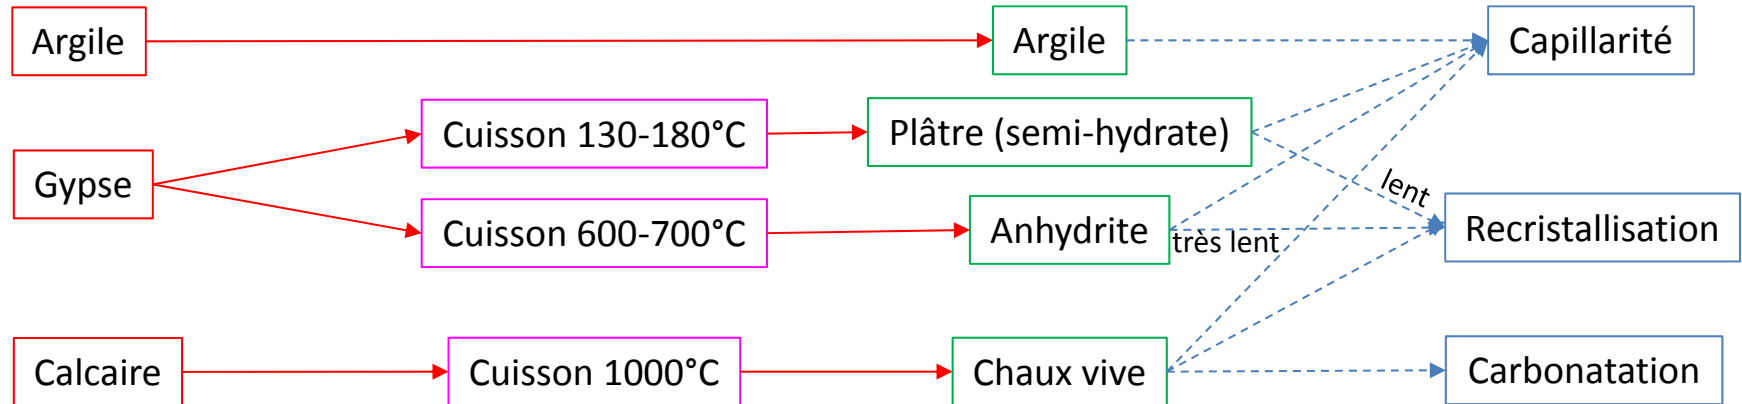 Argile
Argile
Capillarité
Cuisson 130-180°C
Plâtre (semi-hydrate)
Gypse
lent
Cuisson 600-700°C
Anhydrite
très lent
Recristallisation
Calcaire
Cuisson 1000°C
Chaux vive
Carbonatation